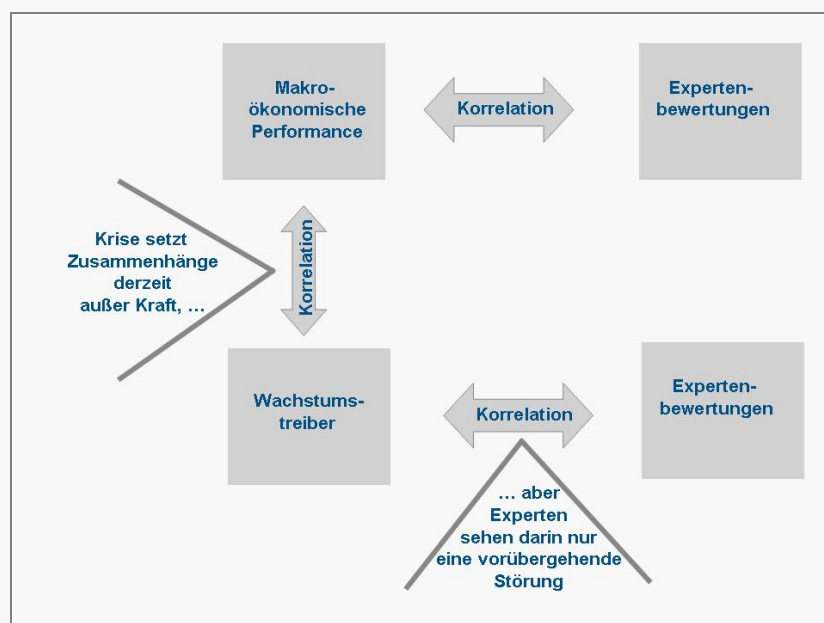 Makro-
ökonomische
Performance
Korrelation
Experten-
bewertungen
Krise setzt
Zusammenhänge
derzeit
außer Kraft, ...
Korrelation
Wachstums-
treiber
Korrelation
Experten-
bewertungen
... aber
Experten
sehen darin nur
eine vorübergehende
Störung